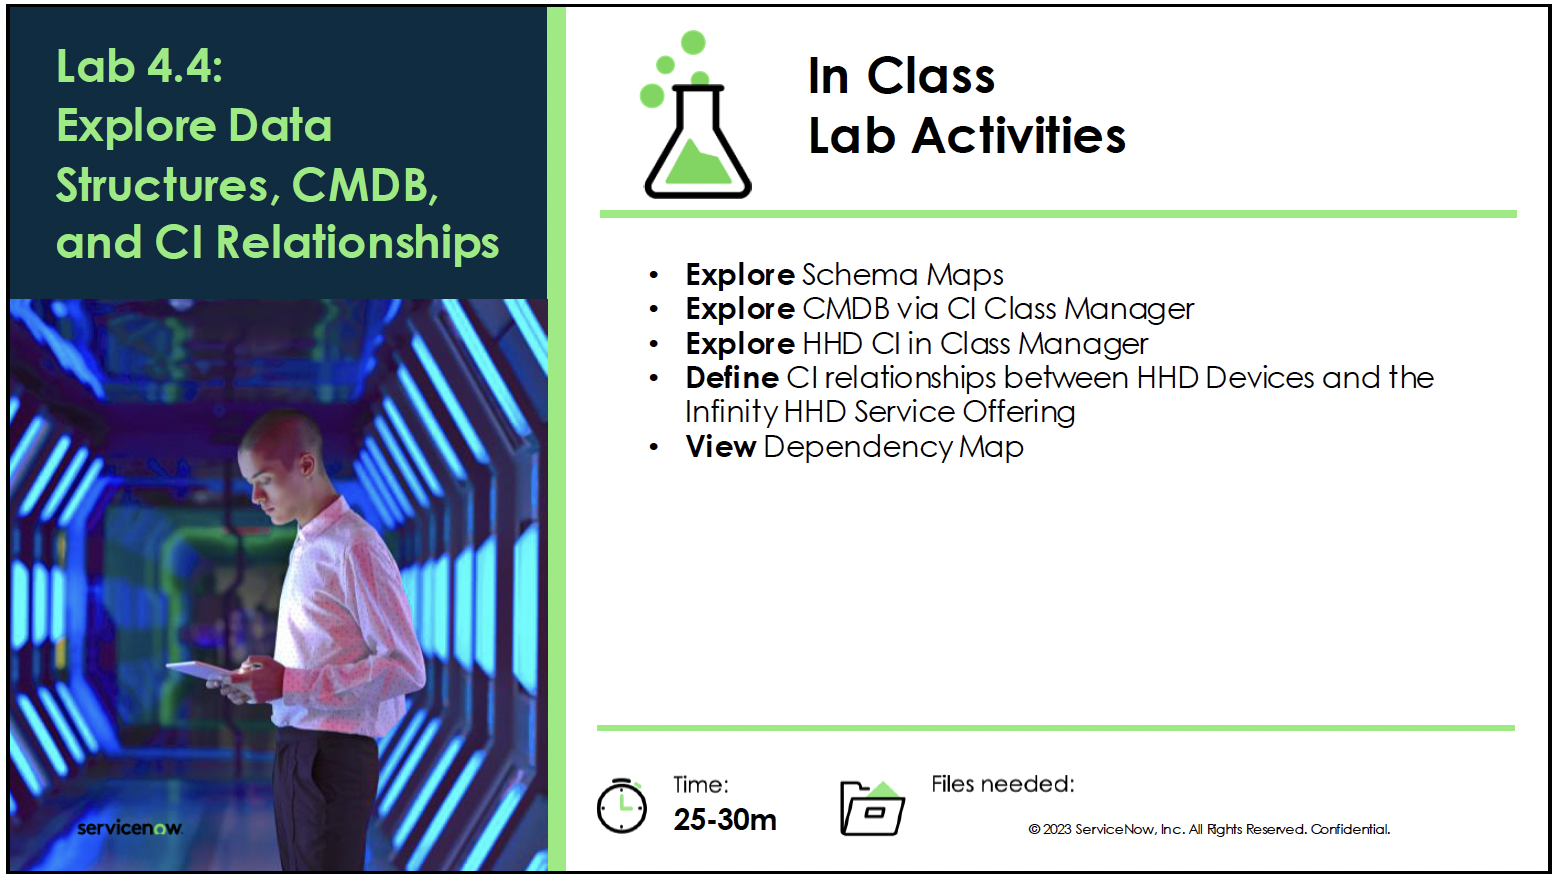 Lab 4.4:
Explore Data
Structures, CMDB,
and CI Relationships
In Class
Lab Activities
• Explore Schema Maps
• Explore CMDB via CI Class Manager
• Explore HHD CI in Class Manager
• Define CI relationships between HHD Devices and the
Infinity HHD Service Offering
• View Dependency Map
Time:
25-30m
Files needed:
servicenow
© 2023 ServiceNow, Inc. All Rights Reserved. Confidential.